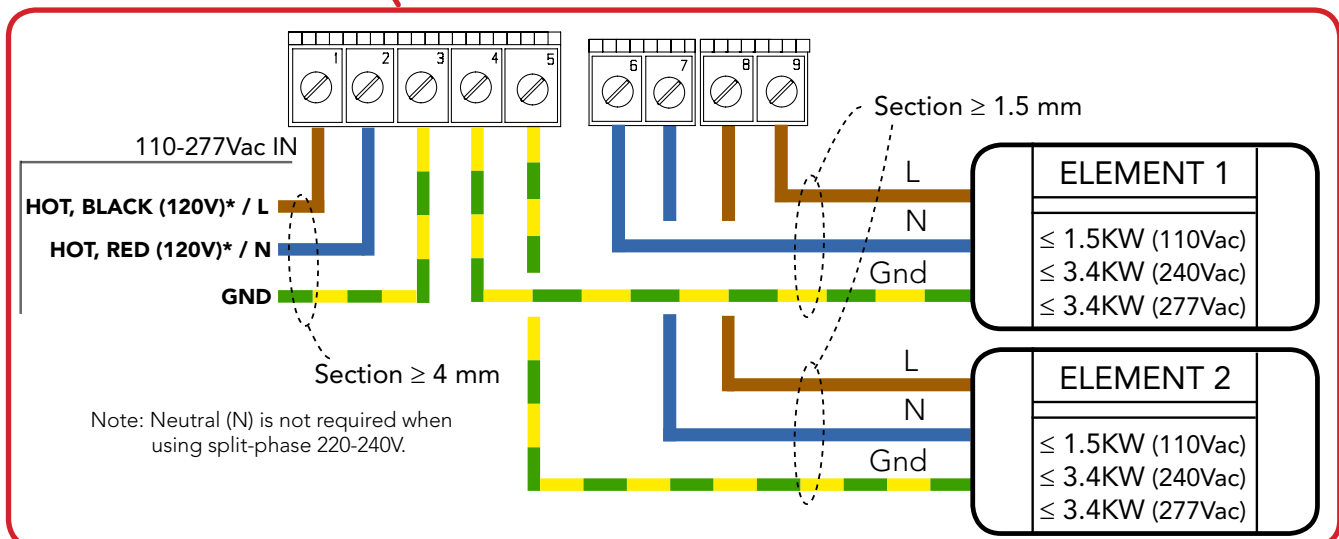 1 2 3 4 5 6 7 8 9
Section ≥ 1.5 mm
110-277Vac IN
HOT, BLACK (120V)* / L
HOT, RED (120V)* / N
GND
Section ≥ 4 mm
Note: Neutral (N) is not required when
using split-phase 220-240V.
L
N
Gnd
ELEMENT 1
≤ 1.5KW (110Vac)
≤ 3.4KW (240Vac)
≤ 3.4KW (277Vac)
L
N
Gnd
ELEMENT 2
≤ 1.5KW (110Vac)
≤ 3.4KW (240Vac)
≤ 3.4KW (277Vac)